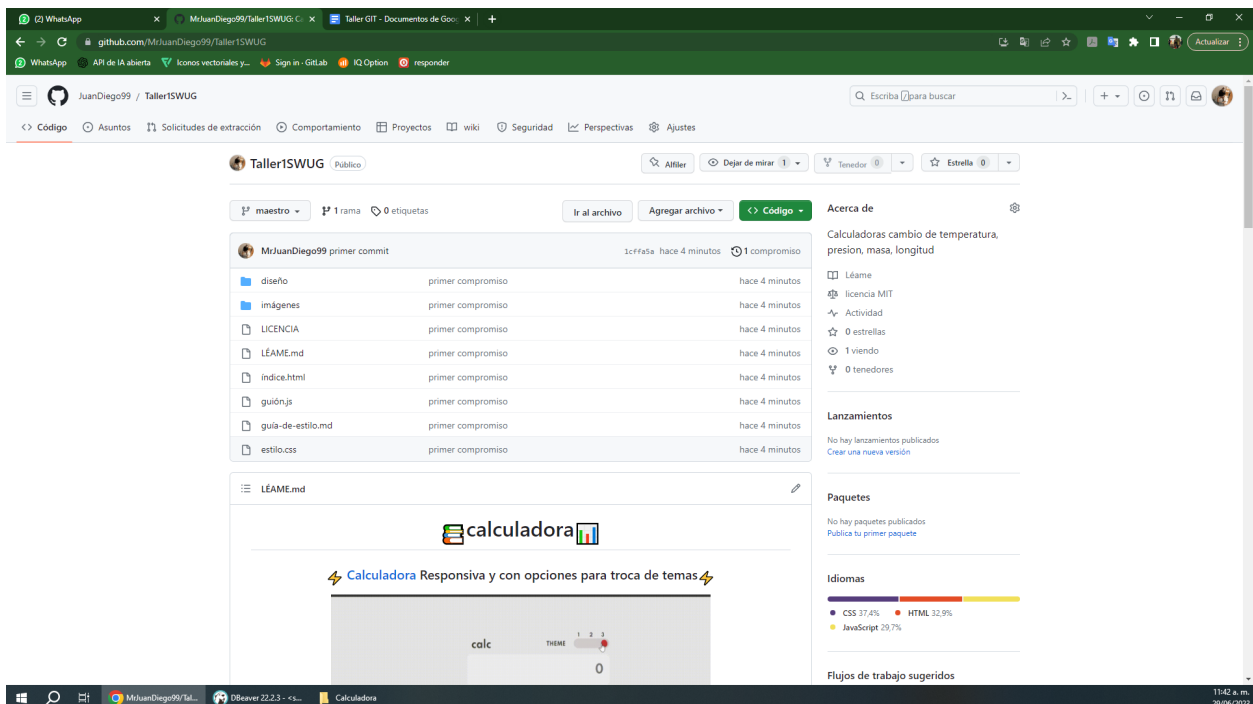 (2) WhatsApp
MrJuanDiego99/Taller1SWUG: Ca
Taller GIT - Documentos de Goog
github.com/MrJuanDiego99/Taller1SWUG
Actualizar
WhatsApp API de IA abierta Iconos vectoriales y... Sign in · GitLab IQ Option responder
JuanDiego99 / Taller1SWUG
Escriba / para buscar
<> Código Asuntos Solicitudes de extracción Comportamiento Proyectos wiki Seguridad Perspectivas Ajustes
Taller1SWUG Público
Alfiler Dejar de mirar 1 Tenedor 0 Estrella 0
maestro 1 rama 0 etiquetas
Ir al archivo Agregar archivo <> Código
MrJuanDiego99 primer commit 1cffa5a hace 4 minutos 1 compromiso
diseño primer compromiso hace 4 minutos
imágenes primer compromiso hace 4 minutos
LICENCIA primer compromiso hace 4 minutos
LÉAME.md primer compromiso hace 4 minutos
índice.html primer compromiso hace 4 minutos
guión.js primer compromiso hace 4 minutos
guía-de-estilo.md primer compromiso hace 4 minutos
estilo.css primer compromiso hace 4 minutos
LÉAME.md
calculadora
Calculadora Responsiva y con opciones para troca de temas
1 2 3
calc THEME
0
Acerca de
Calculadoras cambio de temperatura,
presion, masa, longitud
Léame
licencia MIT
Actividad
0 estrellas
1 viendo
0 tenedores
Lanzamientos
No hay lanzamientos publicados
Crear una nueva versión
Paquetes
No hay paquetes publicados
Publica tu primer paquete
Idiomas
CSS 37,4% HTML 32,9%
JavaScript 29,7%
Flujos de trabajo sugeridos
MrJuanDiego99/Tal... DBeaver 22.2.3 - <s... Calculadora
11:42 a. m.
29/06/2023